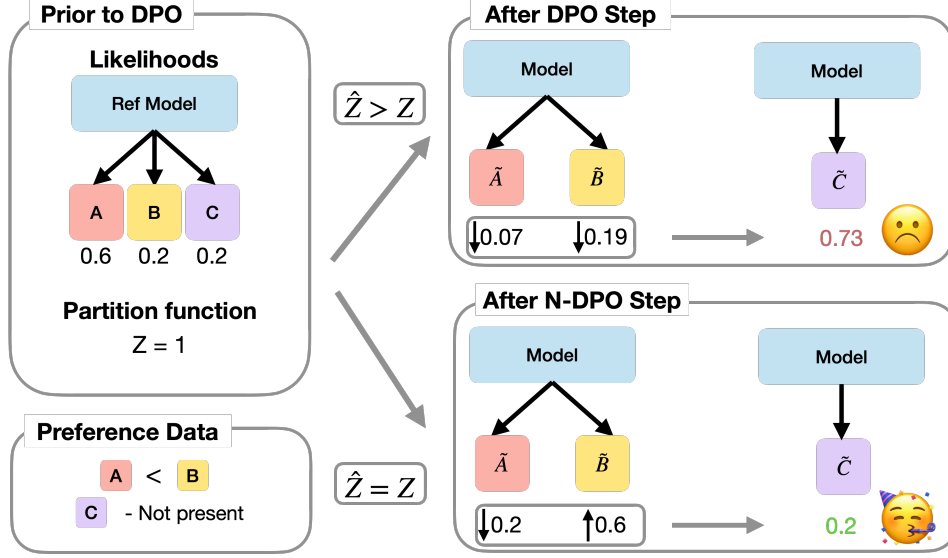 Prior to DPO
Likelihoods
Ref Model
A B C
0.6 0.2 0.2
Partition function
Z = 1
Preference Data
A < B
C - Not present
Ẑ > Z
Ẑ = Z
After DPO Step
Model Model
Ã B̃ C̃
↓0.07 ↓0.19 0.73
After N-DPO Step
Model Model
Ã B̃ C̃
↓0.2 ↑0.6 0.2